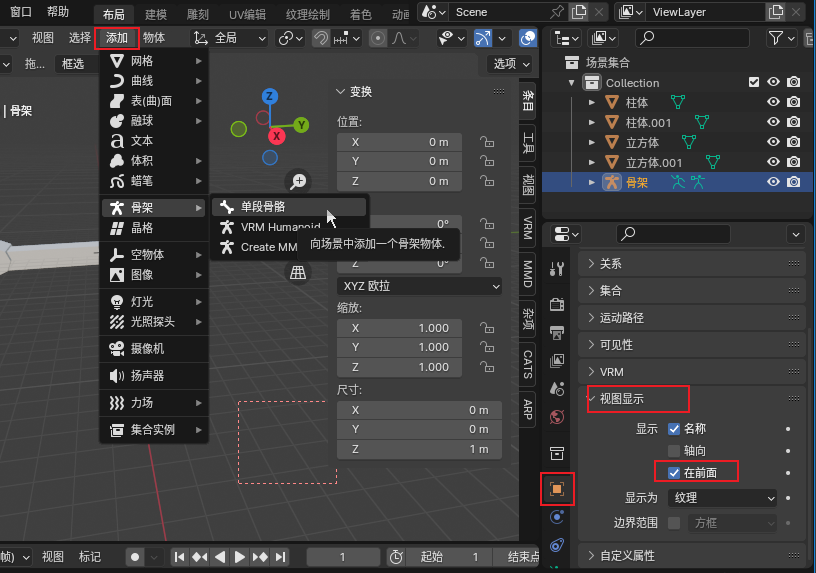 窗口 帮助 布局 建模 雕刻 UV编辑 纹理绘制 着色 动画 Scene ViewLayer
视图 选择 添加 物体 全局
拖... 框选 选项
| 骨架
网格
曲线
表(曲)面
融球
文本
体积
蜡笔
骨架
晶格
空物体
图像
灯光
光照探头
摄像机
扬声器
力场
集合实例
单段骨骼
VRM Humanoid
Create MM
向场景中添加一个骨架物体.
Z
Y
X
变换
位置:
X 0 m
Y 0 m
Z 0 m
0°
Z 0°
XYZ 欧拉
缩放:
X 1.000
Y 1.000
Z 1.000
尺寸:
X 0 m
Y 0 m
Z 1 m
条目
工具
视图
VRM
MMD
杂项
CATS
ARP
场景集合
Collection
柱体
柱体.001
立方体
立方体.001
骨架
关系
集合
运动路径
可见性
VRM
视图显示
显示 名称
轴向
在前面
显示为 纹理
边界范围 方框
自定义属性
帧) 视图 标记 1 起始 1 结束点